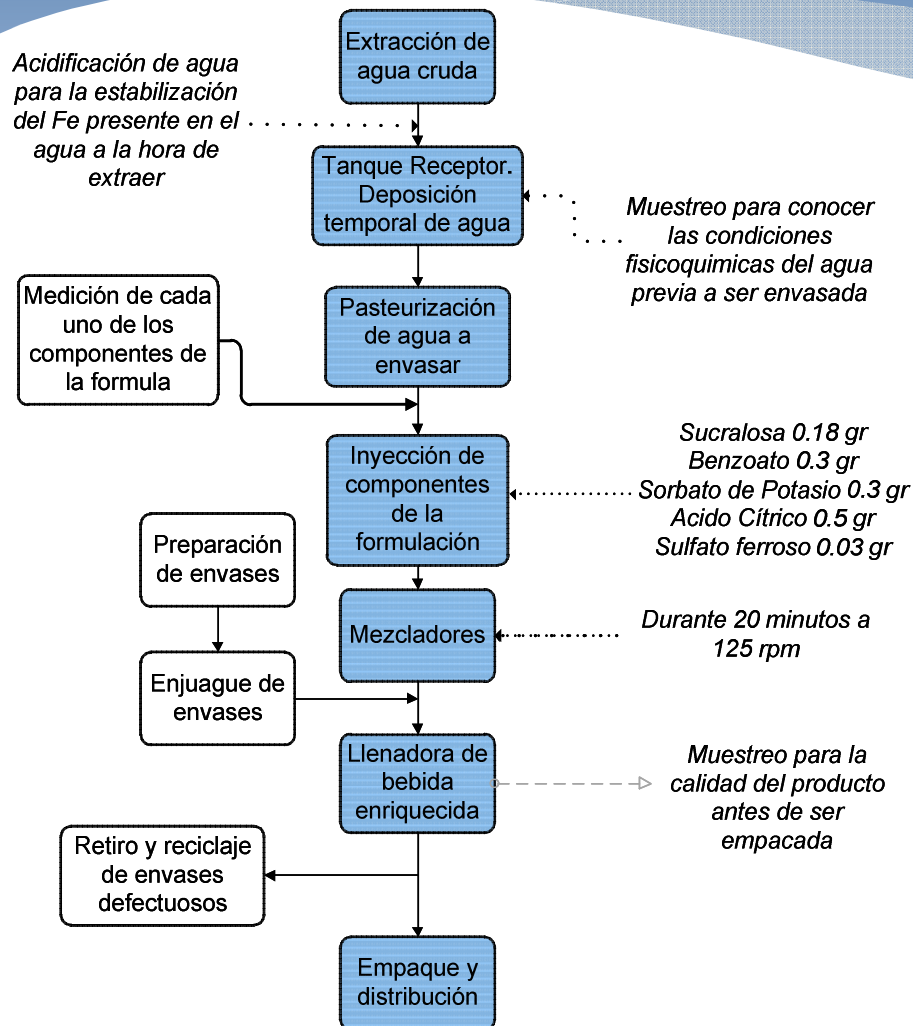 Extracción de
agua cruda
Acidificación de agua
para la estabilización
del Fe presente en el
agua a la hora de
extraer
Tanque Receptor.
Deposición
temporal de agua
Muestreo para conocer
las condiciones
fisicoquimicas del agua
previa a ser envasada
Medición de cada
uno de los
componentes de
la formula
Pasteurización
de agua a
envasar
Inyección de
componentes
de la
formulación
Sucralosa 0.18 gr
Benzoato 0.3 gr
Sorbato de Potasio 0.3 gr
Acido Cítrico 0.5 gr
Sulfato ferroso 0.03 gr
Preparación
de envases
Mezcladores
Durante 20 minutos a
125 rpm
Enjuague de
envases
Llenadora de
bebida
enriquecida
Muestreo para la
calidad del producto
antes de ser
empacada
Retiro y reciclaje
de envases
defectuosos
Empaque y
distribución